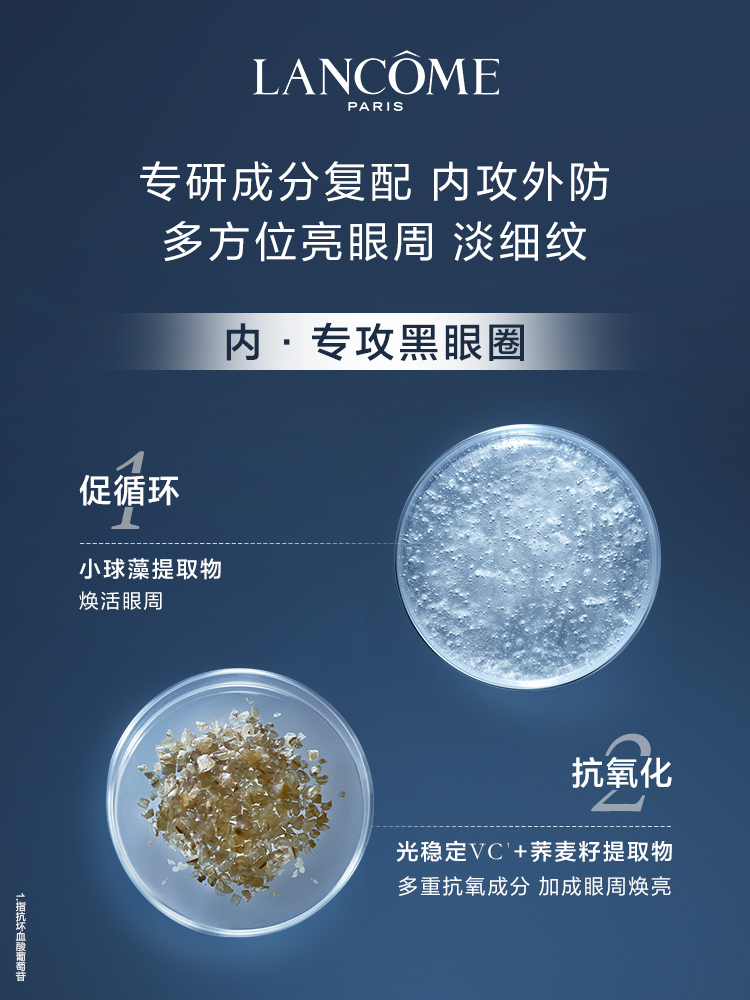 LANCÔME
PARIS
专研成分复配 内攻外防
多方位亮眼周 淡细纹
内 · 专攻黑眼圈
1
促循环
小球藻提取物
焕活眼周
2
抗氧化
光稳定VC¹+荞麦籽提取物
多重抗氧成分 加成眼周焕亮
1.指抗坏血酸葡萄苷